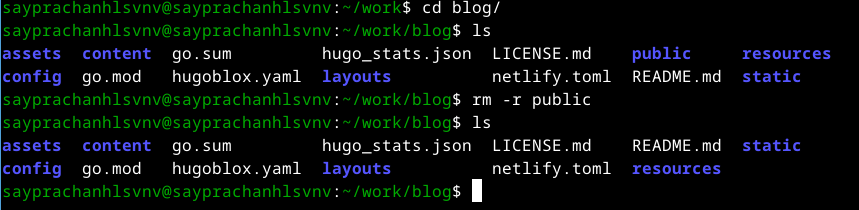 sayprachanhlsvnv@sayprachanhlsvnv:~/work$ cd blog/
sayprachanhlsvnv@sayprachanhlsvnv:~/work/blog$ ls
assets content go.sum hugo_stats.json LICENSE.md public resources
config go.mod hugoblox.yaml layouts netlify.toml README.md static
sayprachanhlsvnv@sayprachanhlsvnv:~/work/blog$ rm -r public
sayprachanhlsvnv@sayprachanhlsvnv:~/work/blog$ ls
assets content go.sum hugo_stats.json LICENSE.md README.md static
config go.mod hugoblox.yaml layouts netlify.toml resources
sayprachanhlsvnv@sayprachanhlsvnv:~/work/blog$